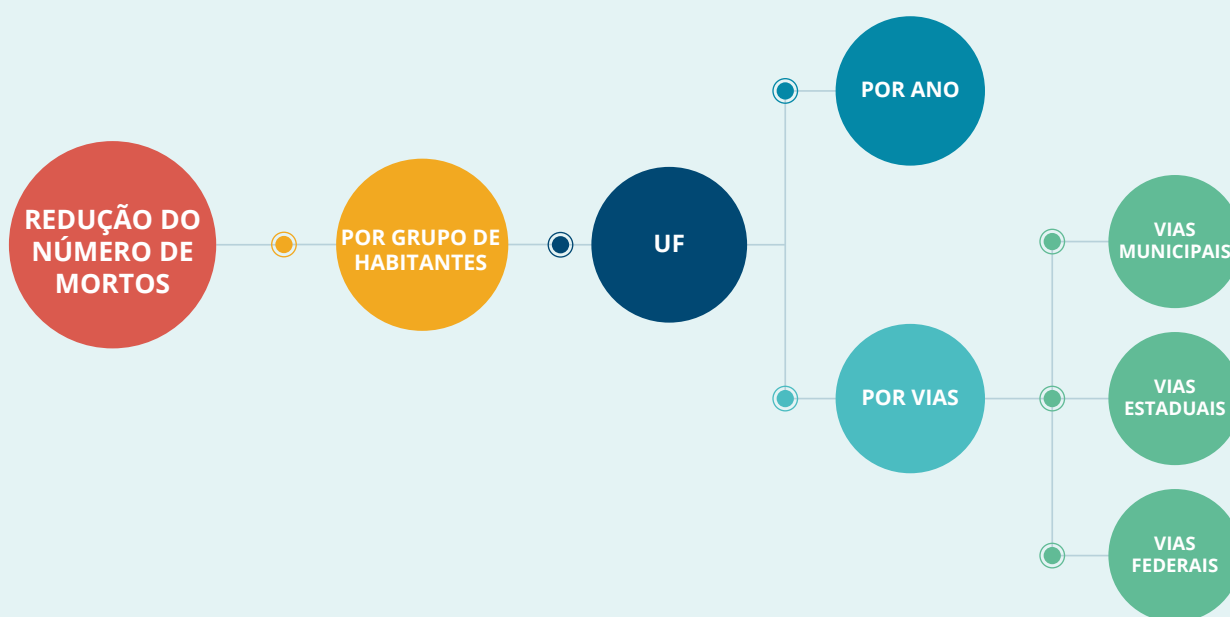 REDUÇÃO DO
NÚMERO DE
MORTOS
POR GRUPO DE
HABITANTES
UF
POR ANO
POR VIAS
VIAS
MUNICIPAIS
VIAS
ESTADUAIS
VIAS
FEDERAIS